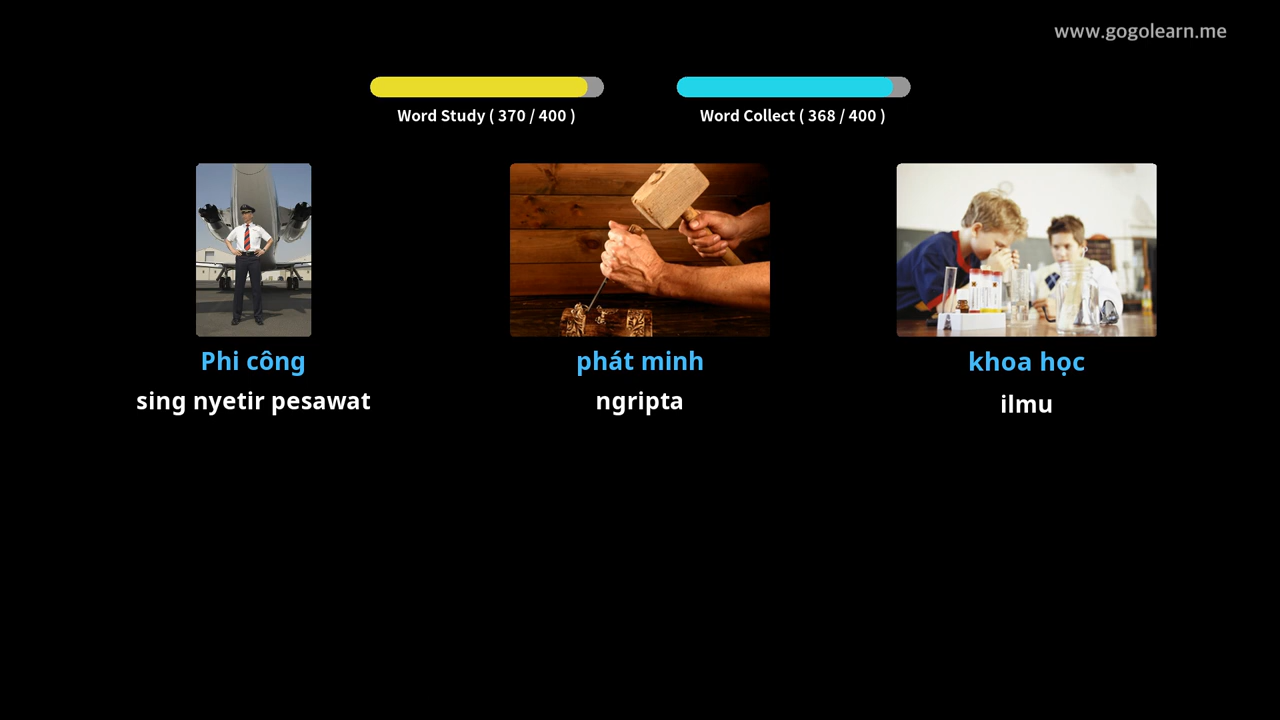 www.gogolearn.me
Word Study ( 370 / 400 )
Word Collect ( 368 / 400 )
Phi công
phát minh
khoa học
sing nyetir pesawat
ngripta
ilmu